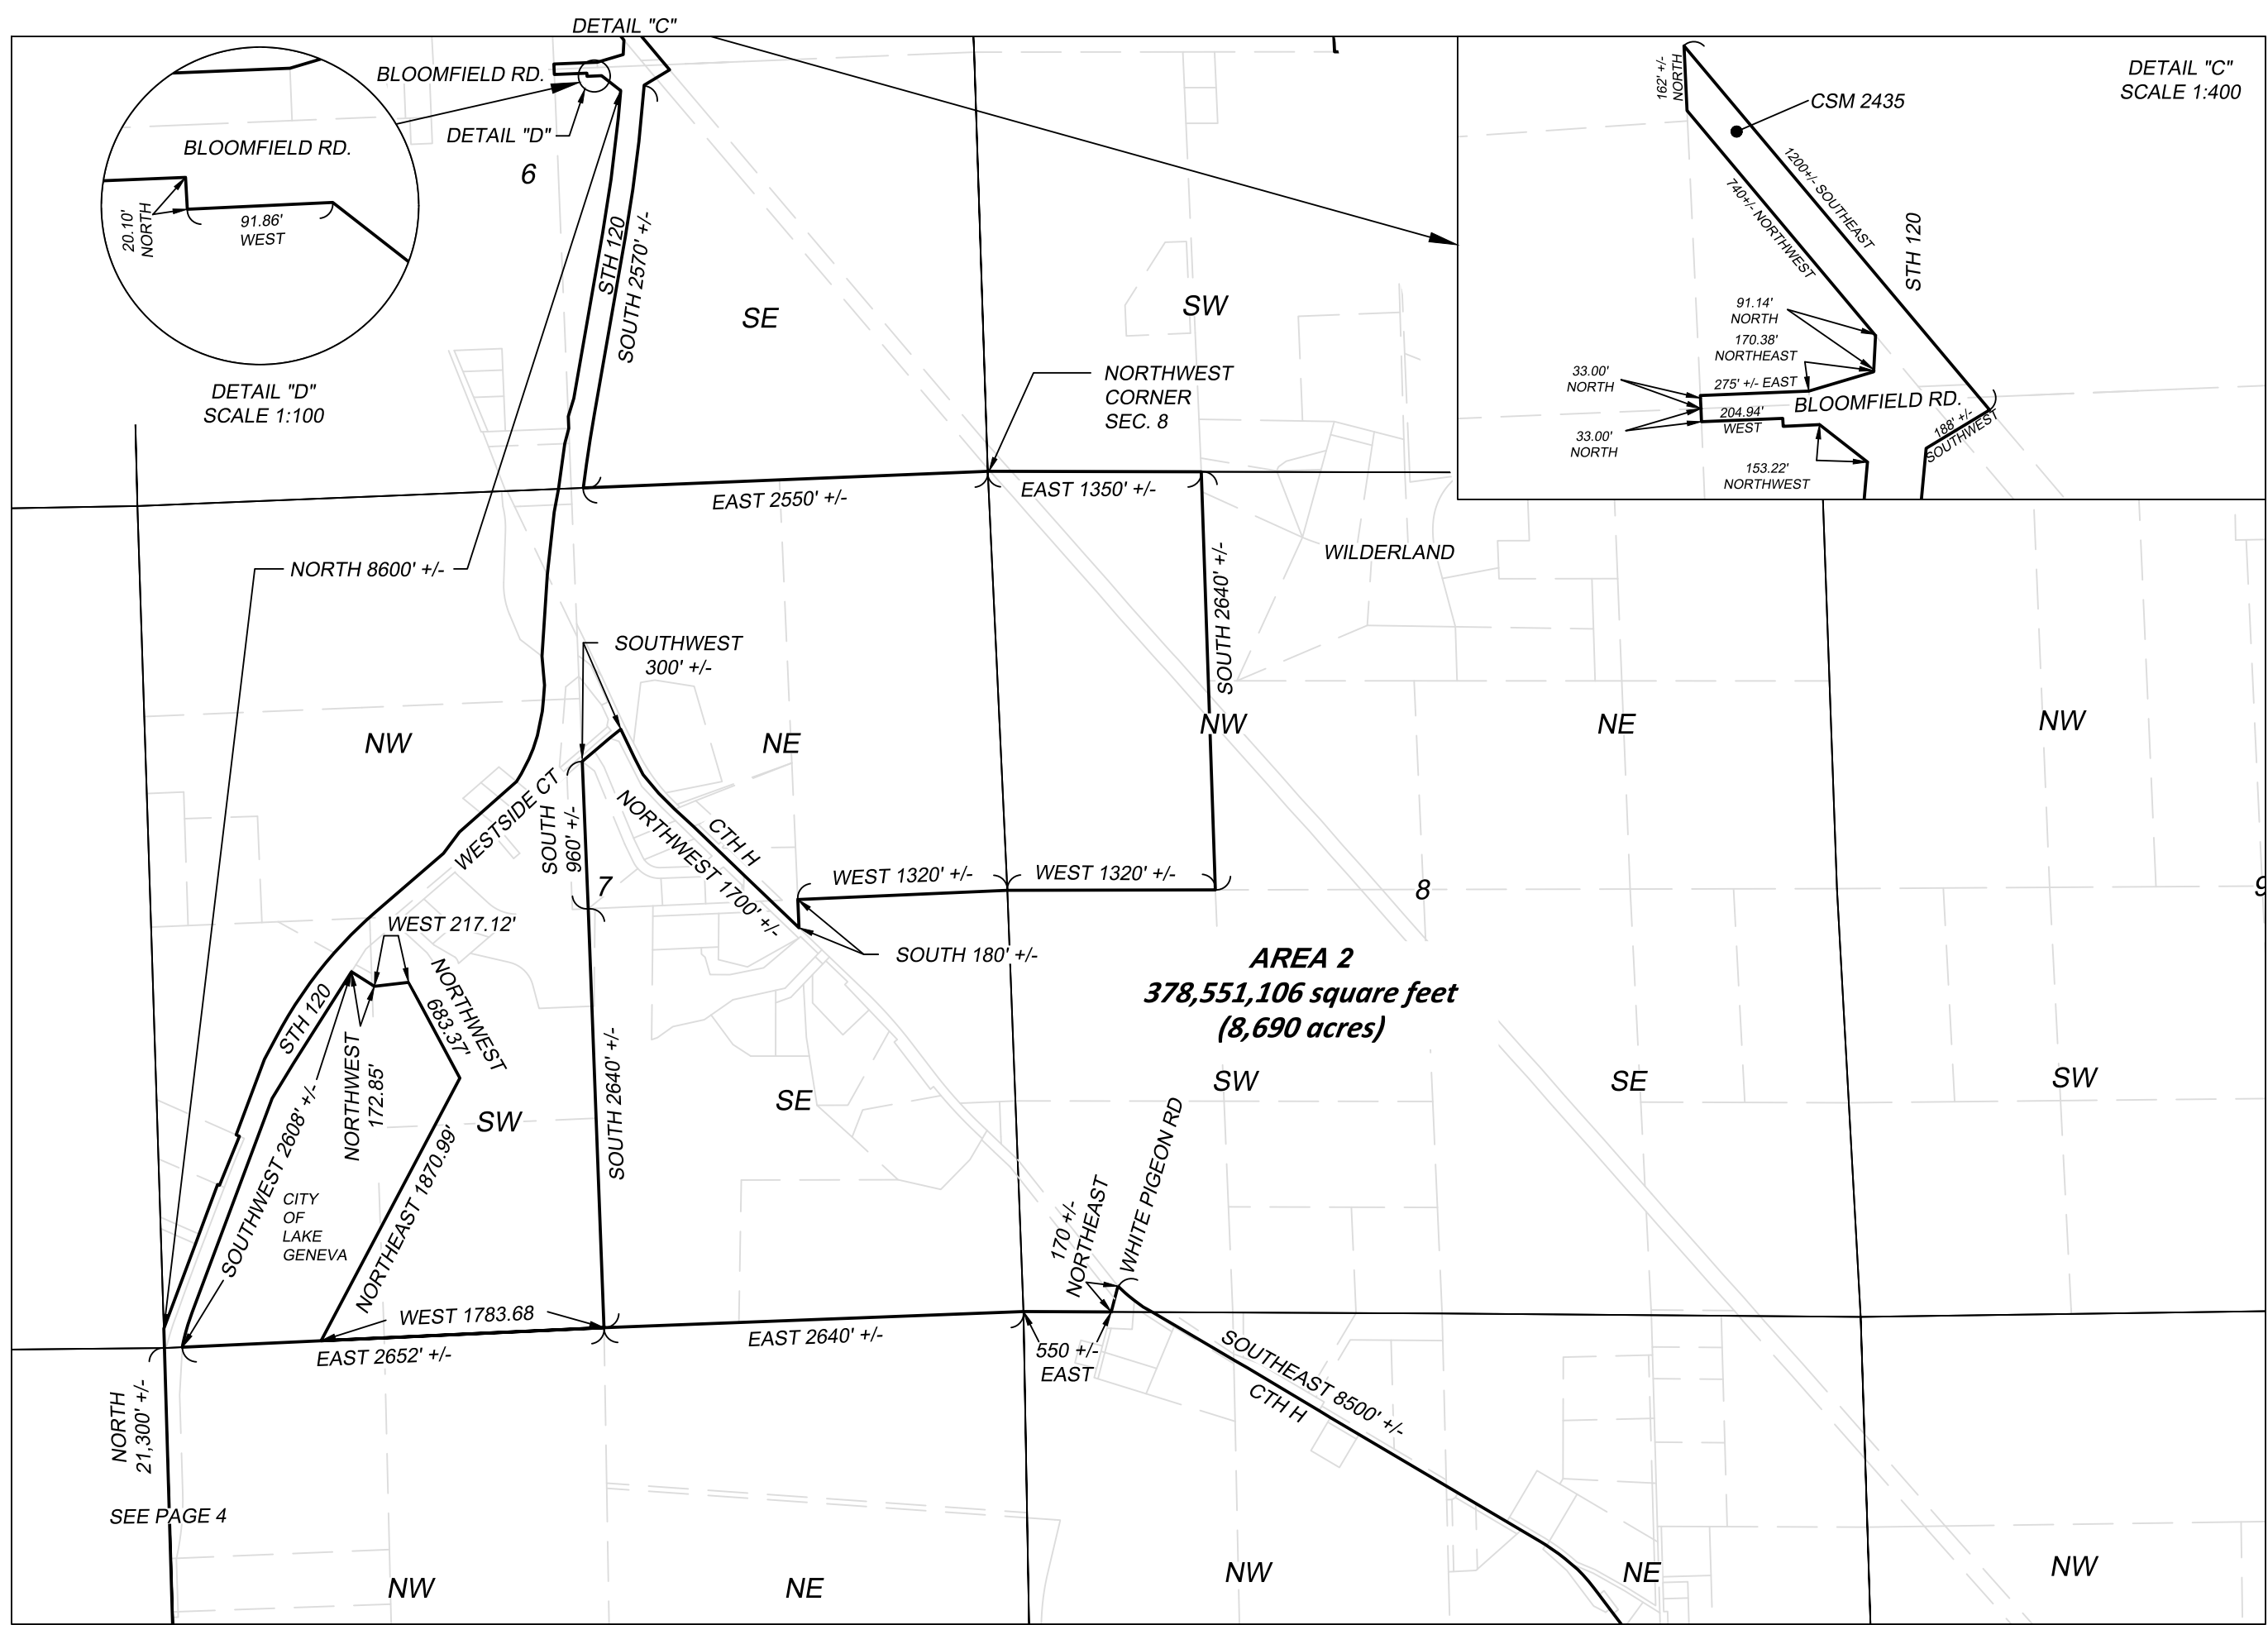 DETAIL "C"
BLOOMFIELD RD.
DETAIL "D"
6
BLOOMFIELD RD.
20.10'
NORTH
91.86'
WEST
DETAIL "D"
SCALE 1:100
STH 120
SOUTH 2570' +/-
SE
SW
DETAIL "C"
SCALE 1:400
162' +/-
NORTH
CSM 2435
1200+/- SOUTHEAST
740+/- NORTHWEST
STH 120
91.14'
NORTH
170.38'
NORTHEAST
33.00'
NORTH
275' +/- EAST
BLOOMFIELD RD.
204.94'
WEST
33.00'
NORTH
188' +/-
SOUTHWEST
153.22'
NORTHWEST
NORTHWEST
CORNER
SEC. 8
EAST 2550' +/-
EAST 1350' +/-
WILDERLAND
NORTH 8600' +/-
SOUTH 2640' +/-
SOUTHWEST
300' +/-
NW
NE
NW
NE
NW
WESTSIDE CT
SOUTH
960' +/-
CTH H
NORTHWEST 1700' +/-
WEST 1320' +/-
WEST 1320' +/-
7
8
9
WEST 217.12'
SOUTH 180' +/-
AREA 2
378,551,106 square feet
(8,690 acres)
NORTHWEST
683.37'
STH 120
NORTHWEST
172.85'
SOUTH 2640' +/-
SW
SE
SW
SE
SW
SOUTHWEST 2608' +/-
CITY
OF
LAKE
GENEVA
NORTHEAST 1870.99'
170 +/-
NORTHEAST
WHITE PIGEON RD
WEST 1783.68
EAST 2652' +/-
EAST 2640' +/-
550 +/-
EAST
SOUTHEAST 8500' +/-
CTH H
NORTH
21,300' +/-
SEE PAGE 4
NW
NE
NW
NE
NW